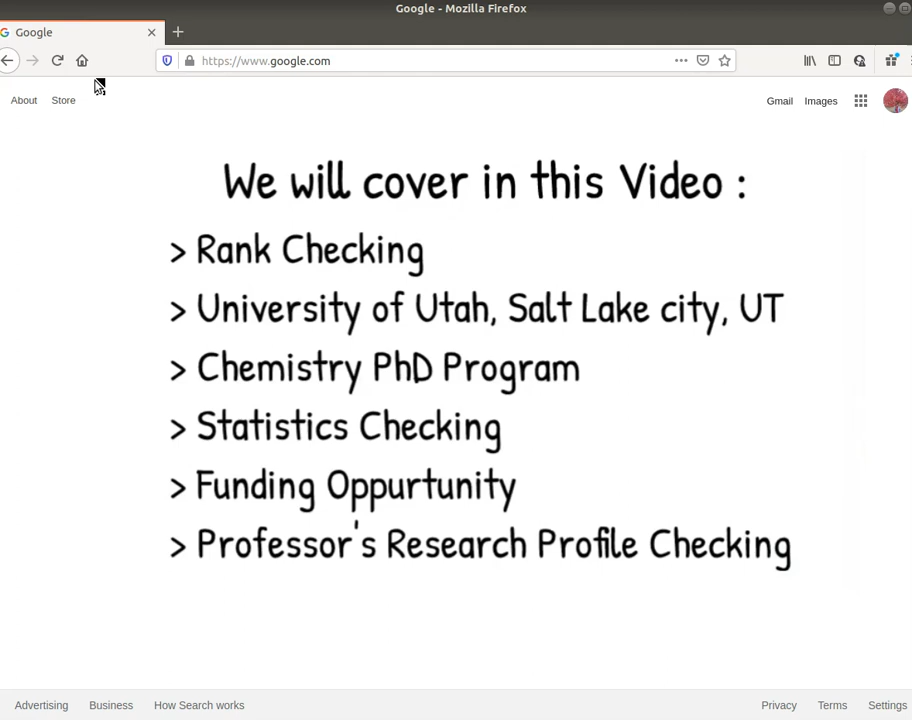 Google - Mozilla Firefox
Google
https://www.google.com
About Store Gmail Images
We will cover in this Video :
> Rank Checking
> University of Utah, Salt Lake city, UT
> Chemistry PhD Program
> Statistics Checking
> Funding Oppurtunity
> Professor's Research Profile Checking
Advertising Business How Search works Privacy Terms Settings